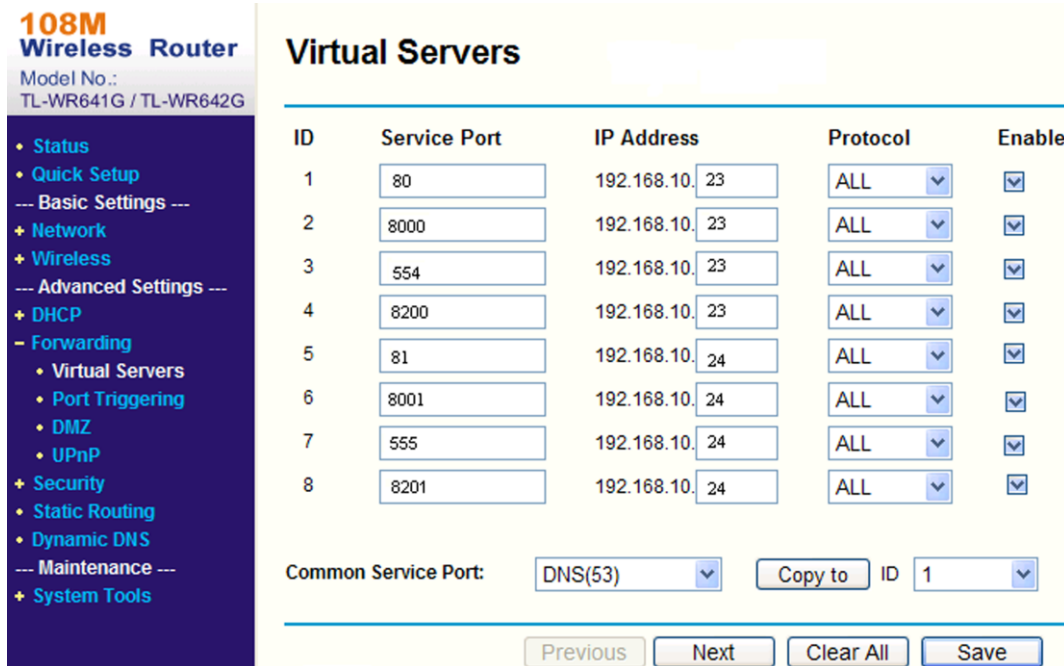 108M
Wireless Router
Model No.:
TL-WR641G / TL-WR642G
• Status
• Quick Setup
--- Basic Settings ---
+ Network
+ Wireless
--- Advanced Settings ---
+ DHCP
– Forwarding
• Virtual Servers
• Port Triggering
• DMZ
• UPnP
+ Security
• Static Routing
• Dynamic DNS
--- Maintenance ---
+ System Tools
Virtual Servers
ID Service Port IP Address Protocol Enable
1 80 192.168.10. 23 ALL
2 8000 192.168.10. 23 ALL
3 554 192.168.10. 23 ALL
4 8200 192.168.10. 23 ALL
5 81 192.168.10. 24 ALL
6 8001 192.168.10. 24 ALL
7 555 192.168.10. 24 ALL
8 8201 192.168.10. 24 ALL
Common Service Port: DNS(53) Copy to ID 1
Previous Next Clear All Save